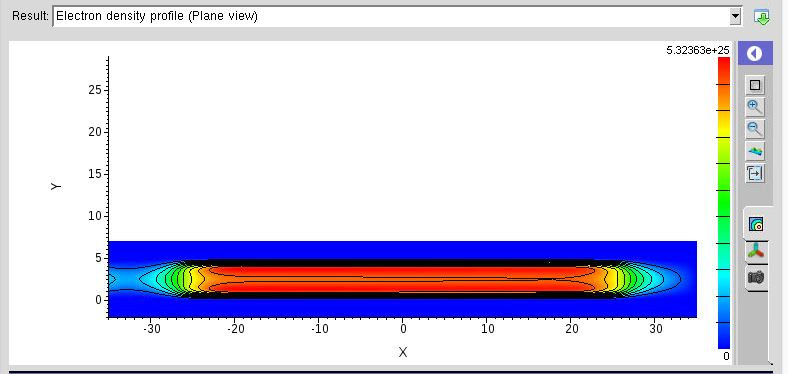 Result: Electron density profile (Plane view)
5.32363e+25
25
20
15
Y
10
5
0
0
-30 -20 -10 0 10 20 30
X